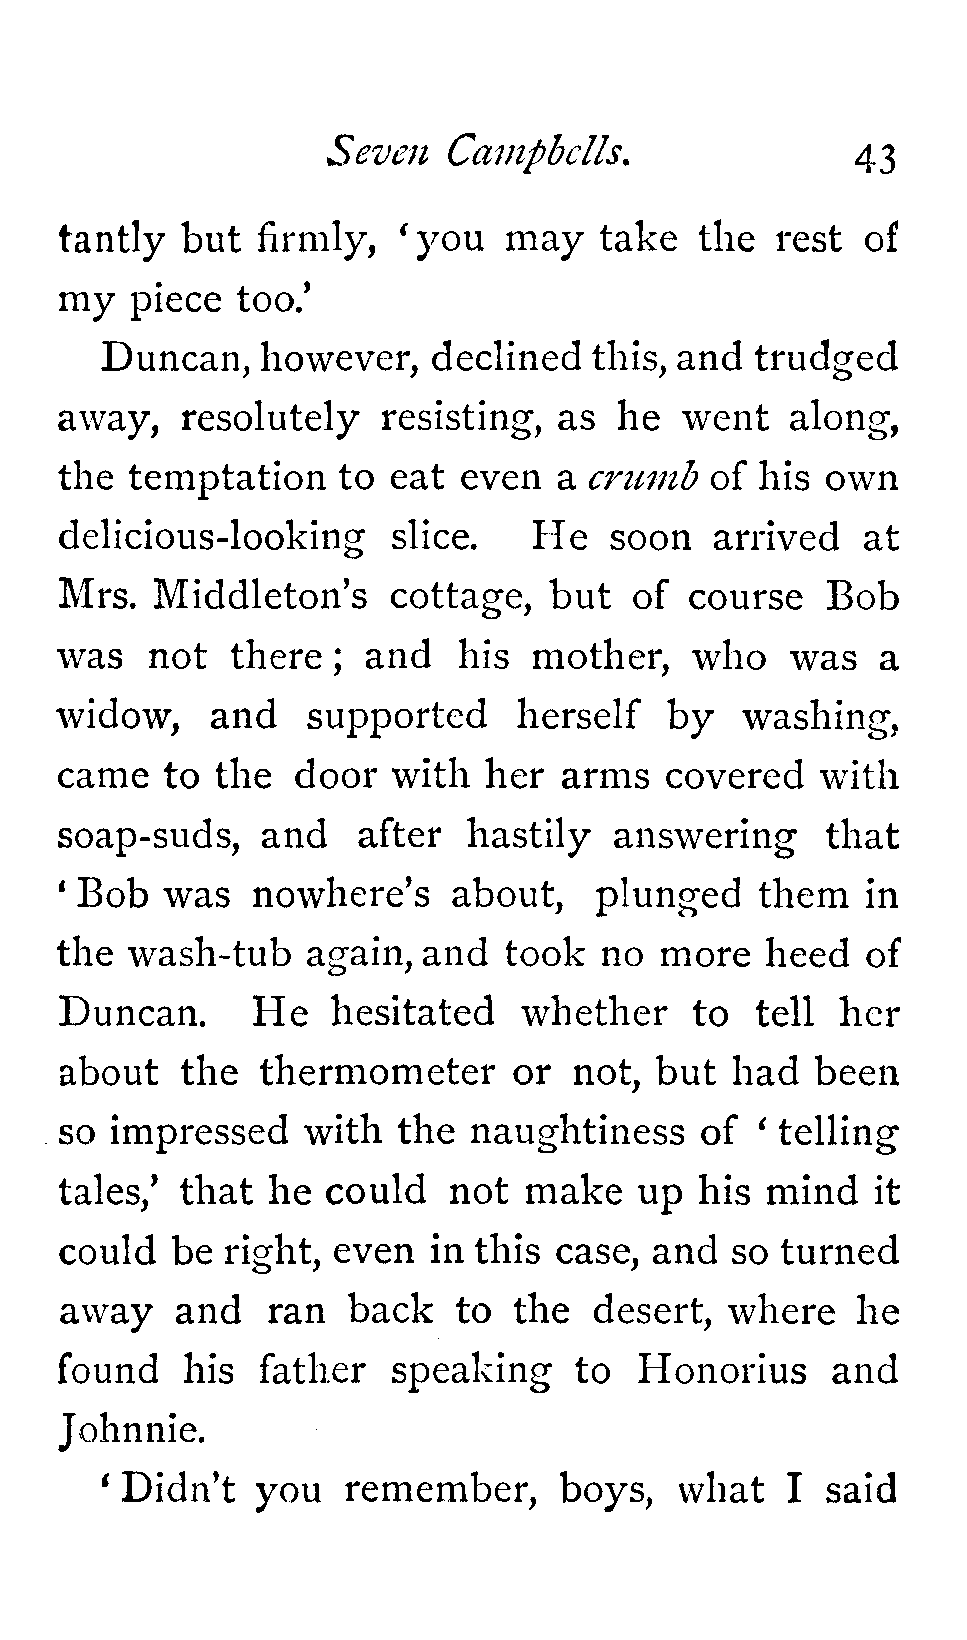 Seven Campbells. 43
tantly but firmly, ‘you may take the rest of
my piece too.’
Duncan, however, declined this, and trudged
away, resolutely resisting, as he went along,
the temptation to eat even a crumb of his own
delicious-looking slice. He soon arrived at
Mrs. Middleton's cottage, but of course Bob
was not there; and his mother, who was a
widow, and supported herself by washing,
came to the door with her arms covered with
soap-suds, and after hastily answering that
‘Bob was nowhere's about, plunged them in
the wash-tub again, and took no more heed of
Duncan. He hesitated whether to tell her
about the thermometer or not, but had been
so impressed with the naughtiness of ‘telling
tales,’ that he could not make up his mind it
could be right, even in this case, and so turned
away and ran back to the desert, where he
found his father speaking to Honorius and
Johnnie.
‘Didn't you remember, boys, what I said